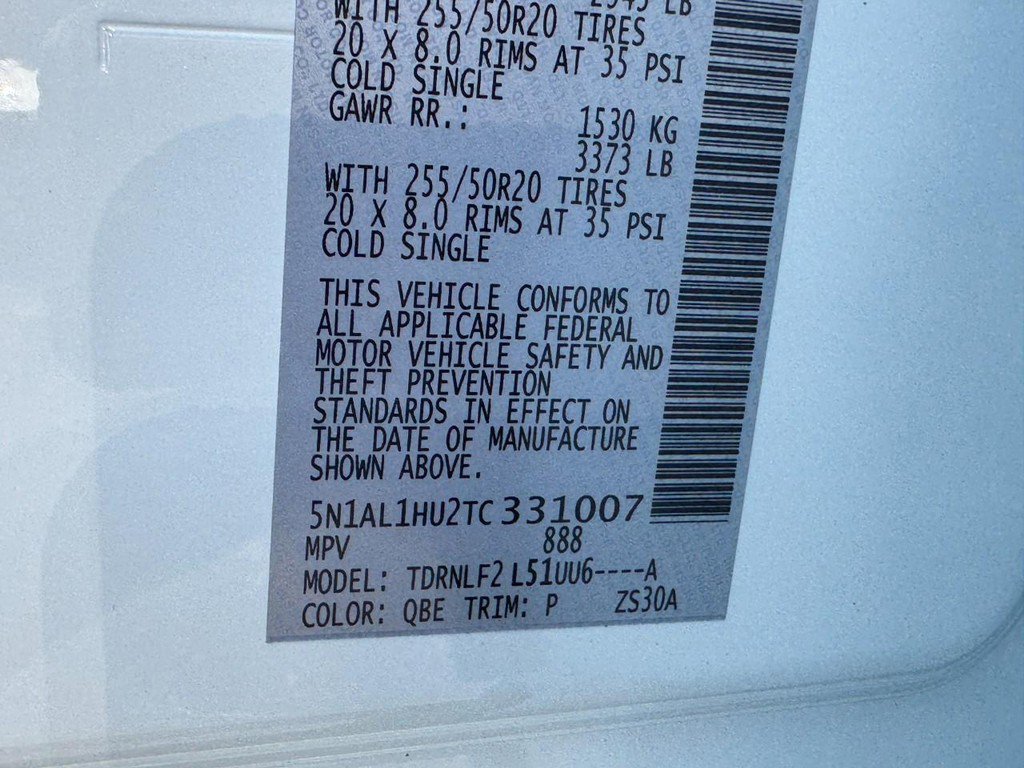 LB
WITH 255/50R20 TIRES
20 X 8.0 RIMS AT 35 PSI
COLD SINGLE
GAWR RR.: 1530 KG
3373 LB
WITH 255/50R20 TIRES
20 X 8.0 RIMS AT 35 PSI
COLD SINGLE
THIS VEHICLE CONFORMS TO
ALL APPLICABLE FEDERAL
MOTOR VEHICLE SAFETY AND
THEFT PREVENTION
STANDARDS IN EFFECT ON
THE DATE OF MANUFACTURE
SHOWN ABOVE.
5N1AL1HU2TC331007
MPV 888
MODEL: TDRNLF2 L51UU6----A
COLOR: QBE TRIM: P ZS30A